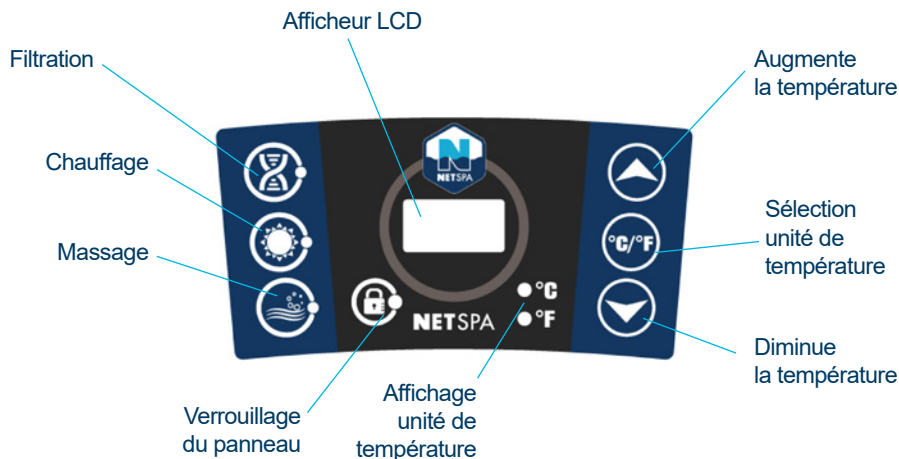 Afficheur LCD
Filtration
Augmente
la température
Chauffage
N
NETSPA
Massage
°C/°F
Sélection
unité de
température
°C
NETSPA
°F
Diminue
la température
Verrouillage
du panneau
Affichage
unité de
température